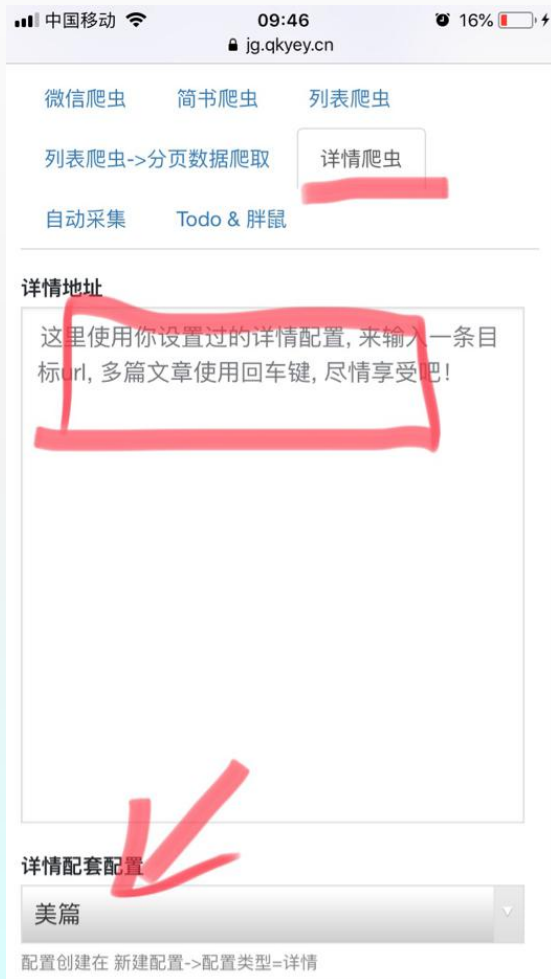 中国移动 09:46 16%
jg.qkyey.cn
微信爬虫 简书爬虫 列表爬虫
列表爬虫->分页数据爬取 详情爬虫
自动采集 Todo & 胖鼠
详情地址
这里使用你设置过的详情配置, 来输入一条目
标url, 多篇文章使用回车键, 尽情享受吧!
详情配套配置
美篇
配置创建在 新建配置->配置类型=详情